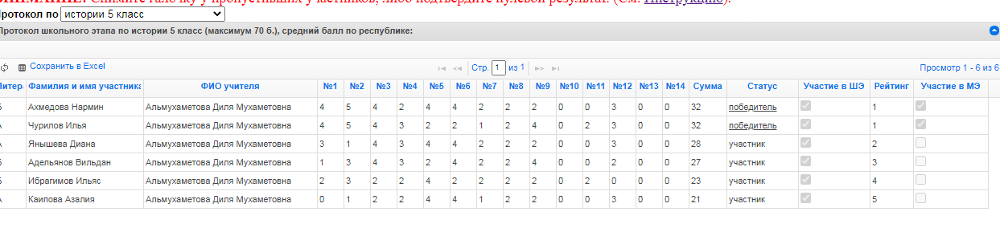 ВНИМАНИЕ! Снимите галочку у пропустивших участников, либо подтвердите нулевой результат. (См. Инструкцию).
Протокол по истории 5 класс
Протокол школьного этапа по истории 5 класс (максимум 70 б.), средний балл по республике:
Сохранить в Excel Стр. 1 из 1 Просмотр 1 - 6 из 6
Литера Фамилия и имя участника ФИО учителя №1 №2 №3 №4 №5 №6 №7 №8 №9 №10 №11 №12 №13 №14 Сумма Статус Участие в ШЭ Рейтинг Участие в МЭ
Б Ахмедова Нармин Альмухаметова Диля Мухаметовна 4 5 4 2 4 4 2 2 2 0 0 3 0 0 32 победитель 1
А Чурилов Илья Альмухаметова Диля Мухаметовна 4 5 4 3 2 2 1 2 4 0 2 3 0 0 32 победитель 1
А Янышева Диана Альмухаметова Диля Мухаметовна 3 1 4 3 4 4 2 2 2 0 0 3 0 0 28 участник 2
Б Адельянов Вильдан Альмухаметова Диля Мухаметовна 1 3 4 3 2 4 2 2 4 0 0 2 0 0 27 участник 3
Б Ибрагимов Ильяс Альмухаметова Диля Мухаметовна 2 3 2 2 4 2 2 2 2 0 2 0 0 0 23 участник 4
А Каипова Азалия Альмухаметова Диля Мухаметовна 0 1 2 2 4 4 1 2 2 0 0 3 0 0 21 участник 5